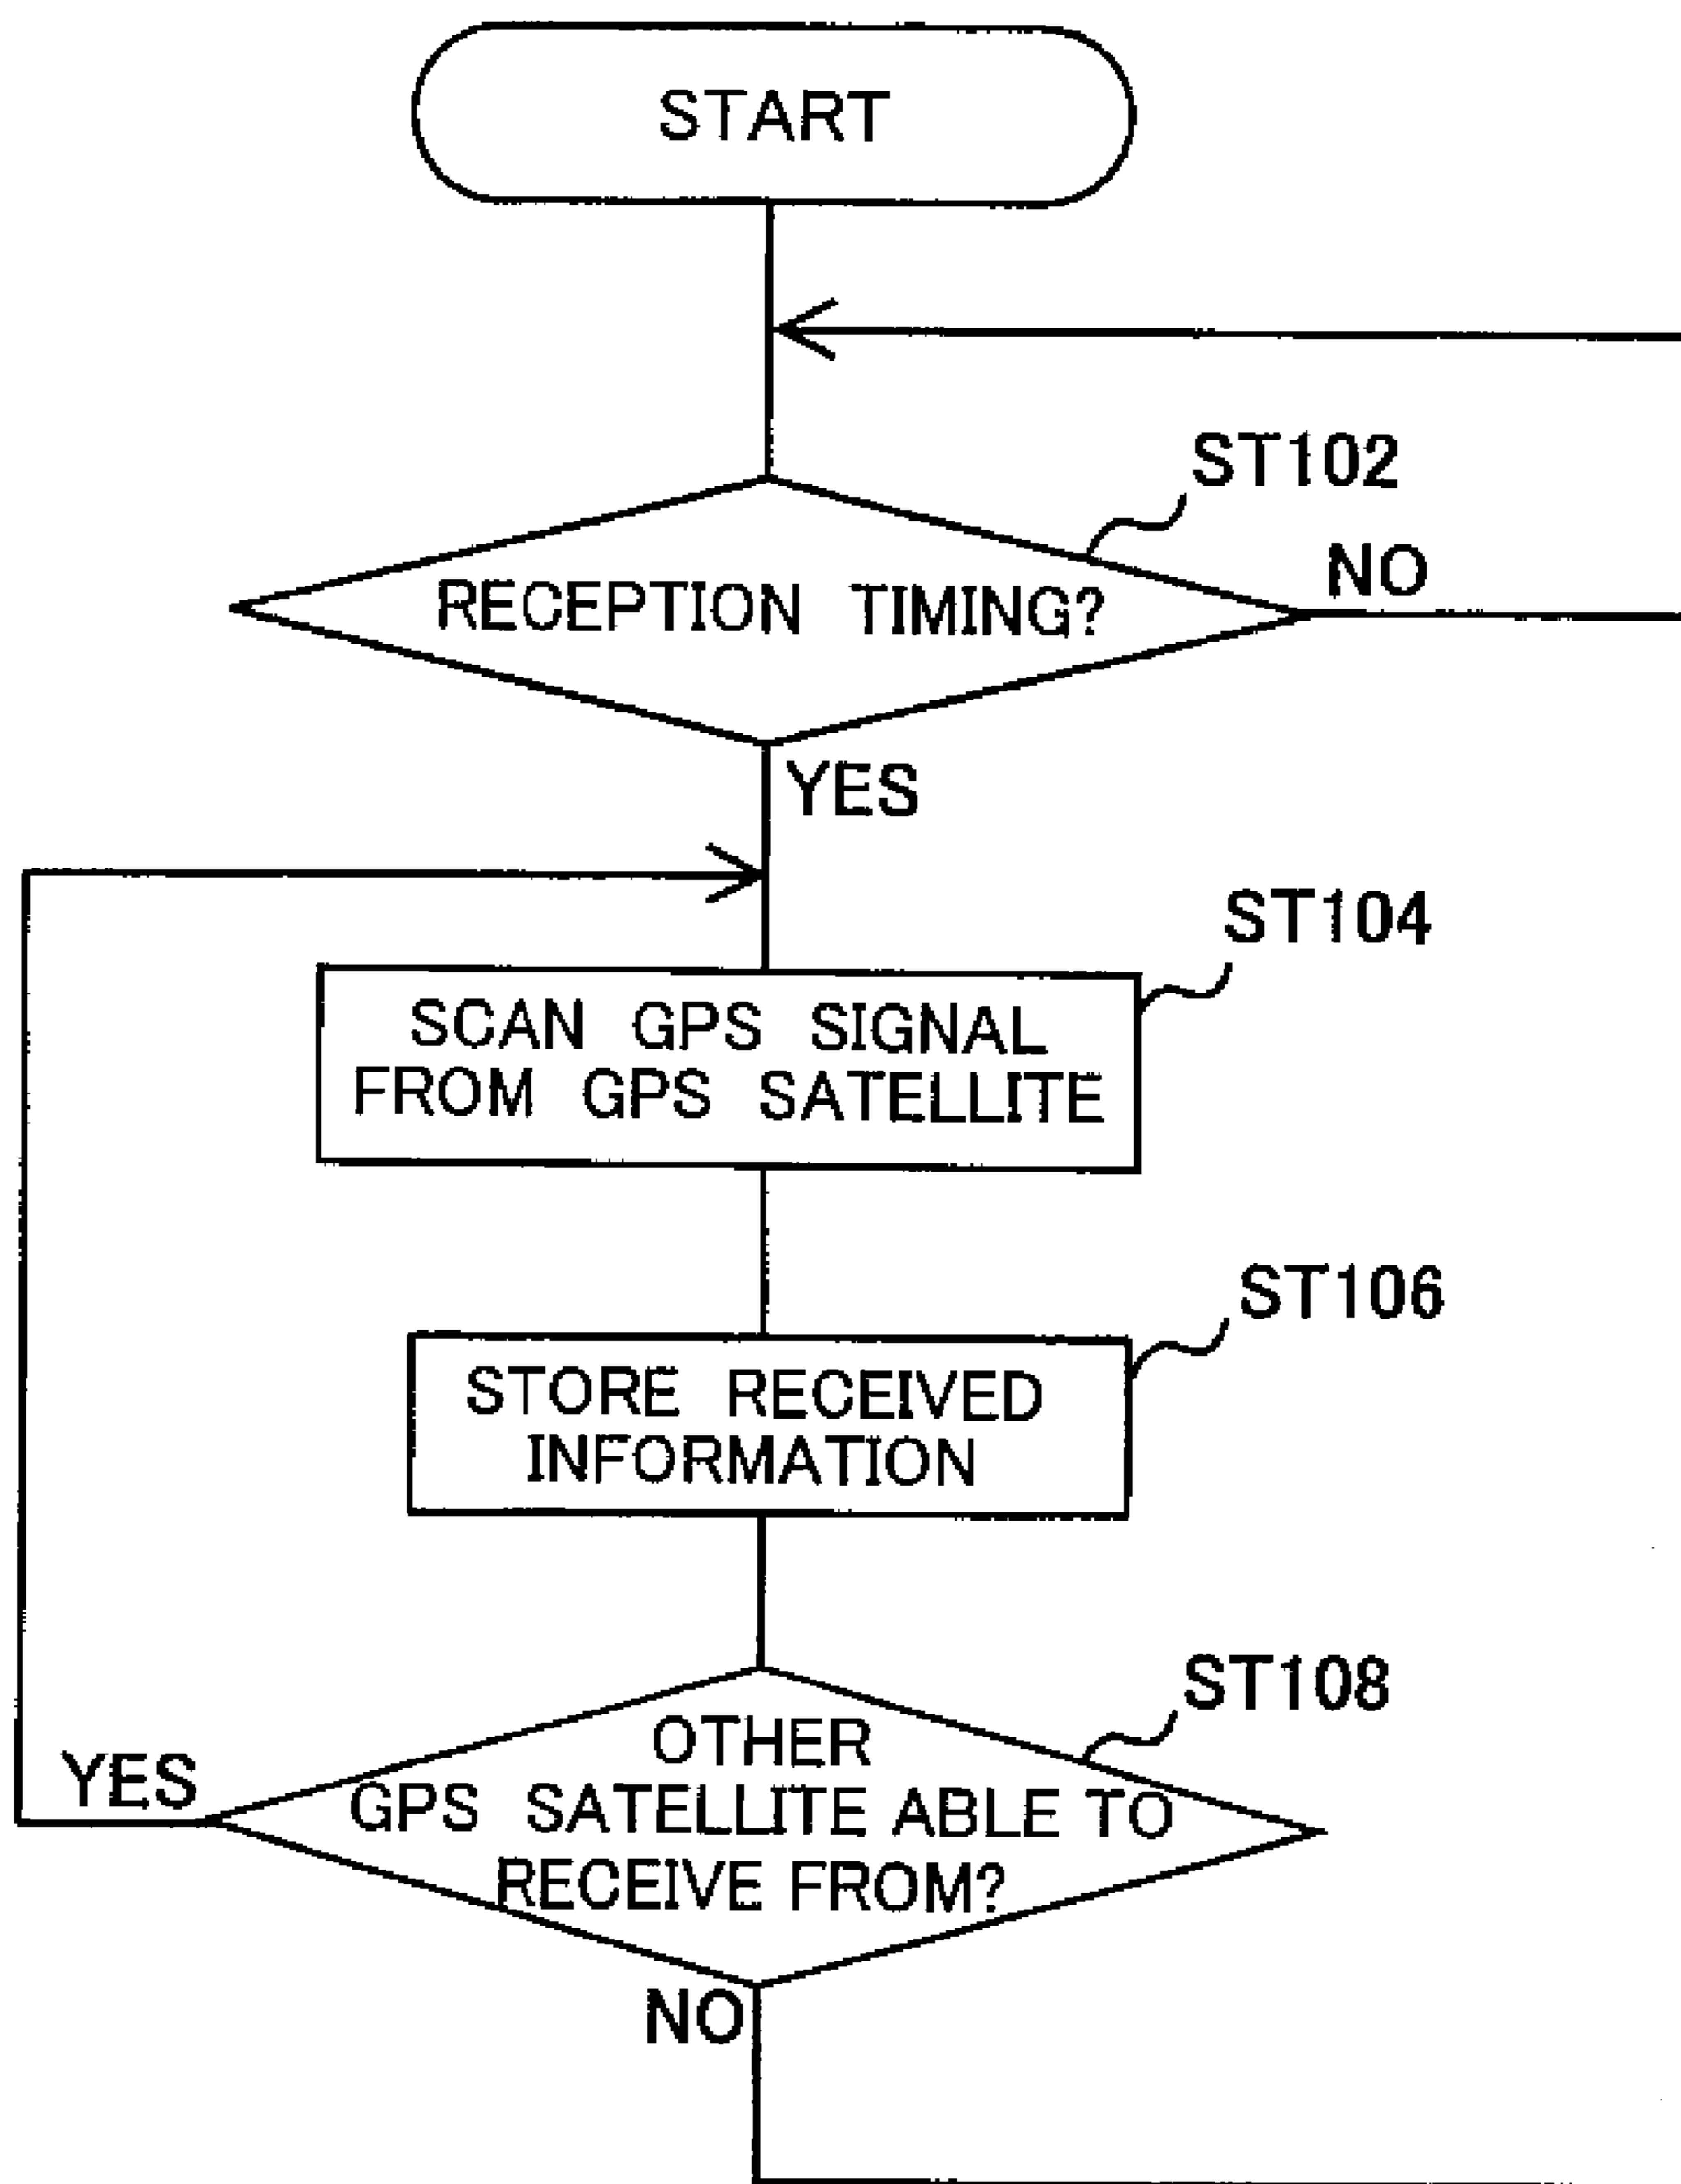 START
ST102
RECEPTION TIMING?
NO
YES
ST104
SCAN GPS SIGNAL
FROM GPS SATELLITE
ST106
STORE RECEIVED
INFORMATION
ST108
OTHER
GPS SATELLITE ABLE TO
RECEIVE FROM?
YES
NO